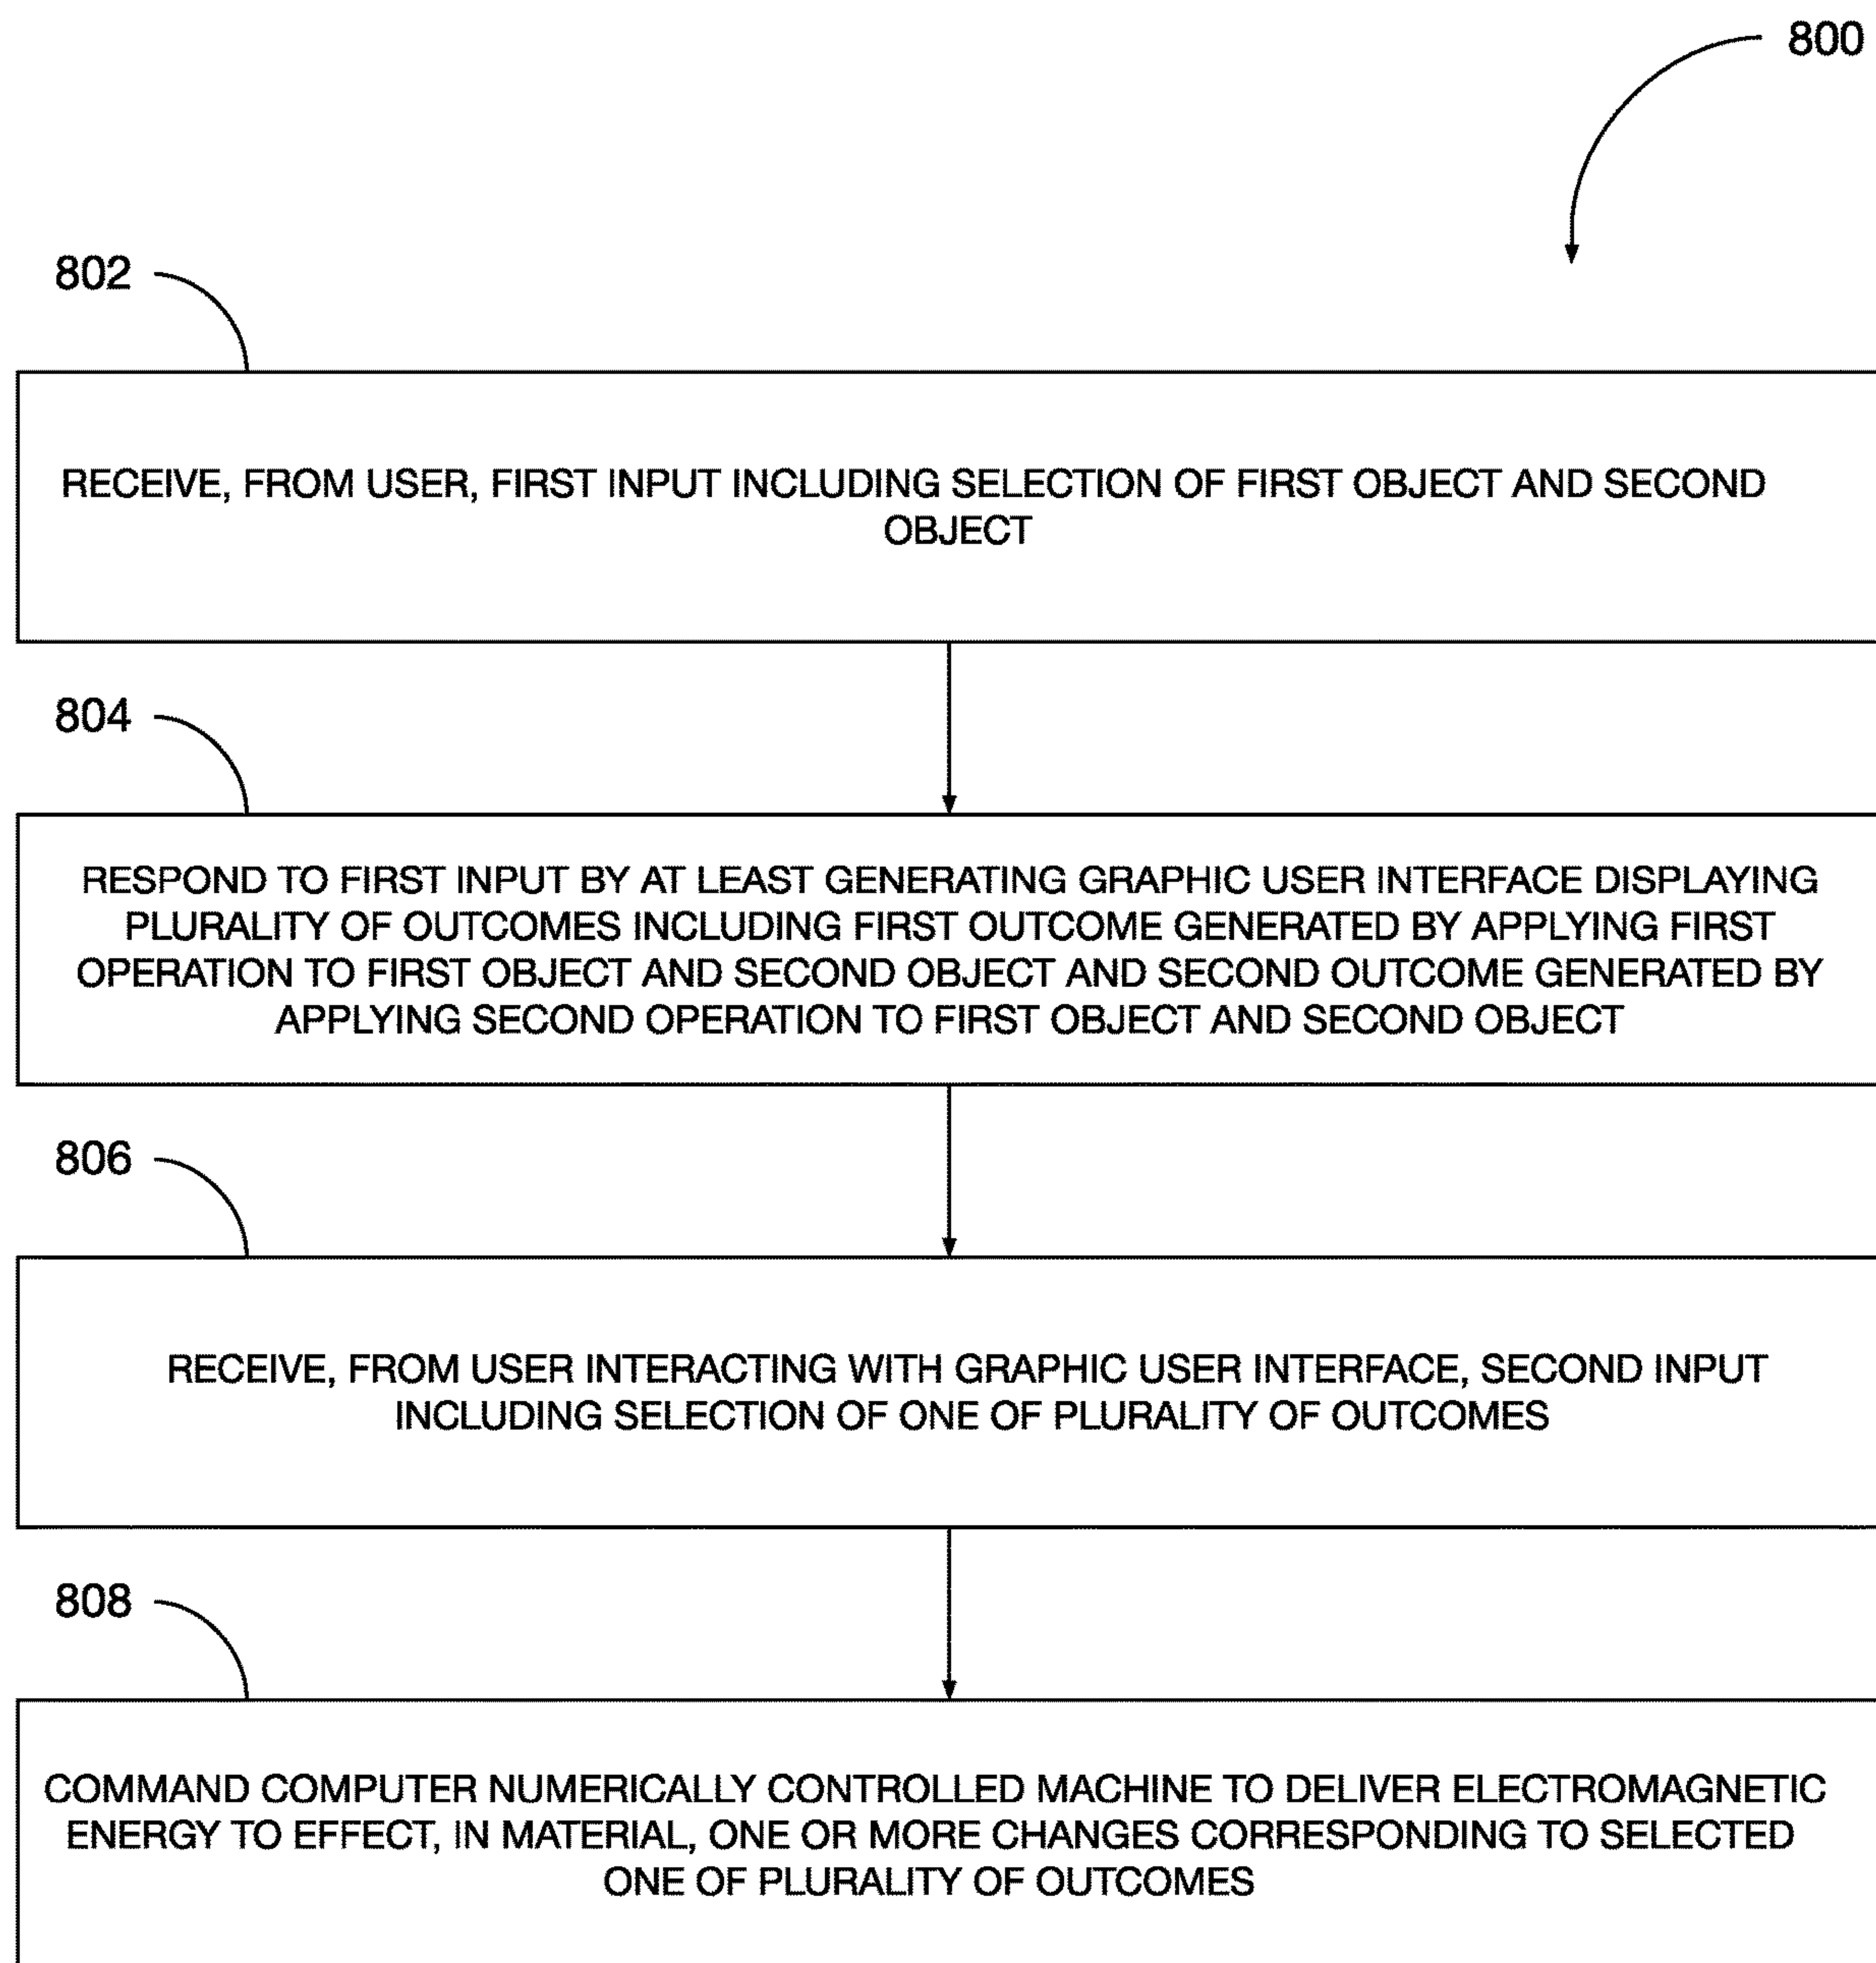 800
802
RECEIVE, FROM USER, FIRST INPUT INCLUDING SELECTION OF FIRST OBJECT AND SECOND
OBJECT
804
RESPOND TO FIRST INPUT BY AT LEAST GENERATING GRAPHIC USER INTERFACE DISPLAYING
PLURALITY OF OUTCOMES INCLUDING FIRST OUTCOME GENERATED BY APPLYING FIRST
OPERATION TO FIRST OBJECT AND SECOND OBJECT AND SECOND OUTCOME GENERATED BY
APPLYING SECOND OPERATION TO FIRST OBJECT AND SECOND OBJECT
806
RECEIVE, FROM USER INTERACTING WITH GRAPHIC USER INTERFACE, SECOND INPUT
INCLUDING SELECTION OF ONE OF PLURALITY OF OUTCOMES
808
COMMAND COMPUTER NUMERICALLY CONTROLLED MACHINE TO DELIVER ELECTROMAGNETIC
ENERGY TO EFFECT, IN MATERIAL, ONE OR MORE CHANGES CORRESPONDING TO SELECTED
ONE OF PLURALITY OF OUTCOMES